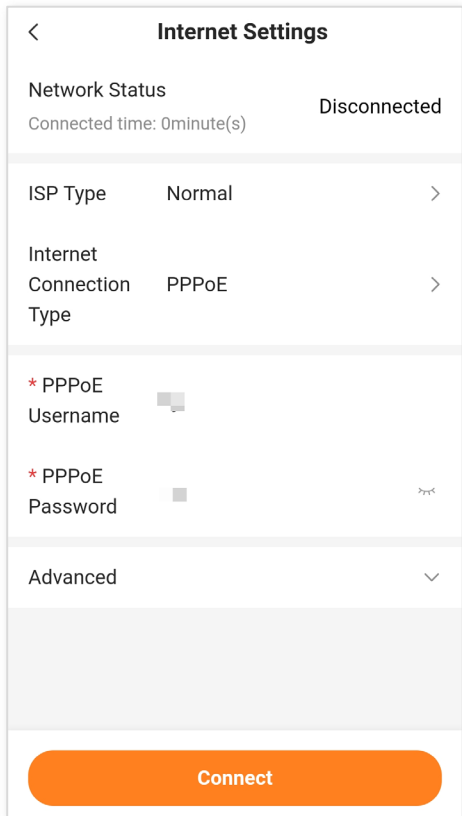 Internet Settings
Network Status
Disconnected
Connected time: 0minute(s)
ISP Type Normal
Internet
Connection PPPoE
Type
* PPPoE
Username
* PPPoE
Password
Advanced
Connect